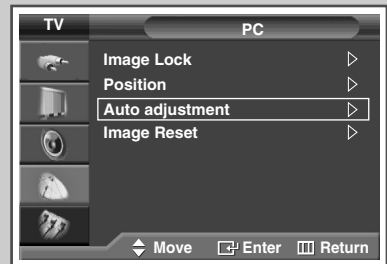 TV
PC
Image Lock
Position
Auto adjustment
Image Reset
Move Enter Return